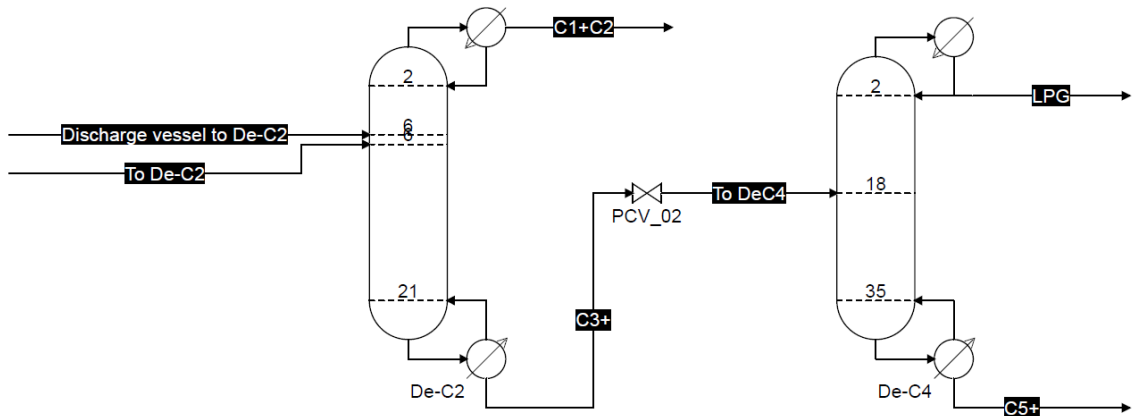 C1+C2
2
2
LPG
6
Discharge vessel to De-C2
To De-C2
18
To DeC4
PCV_02
21
35
C3+
De-C2
De-C4
C5+